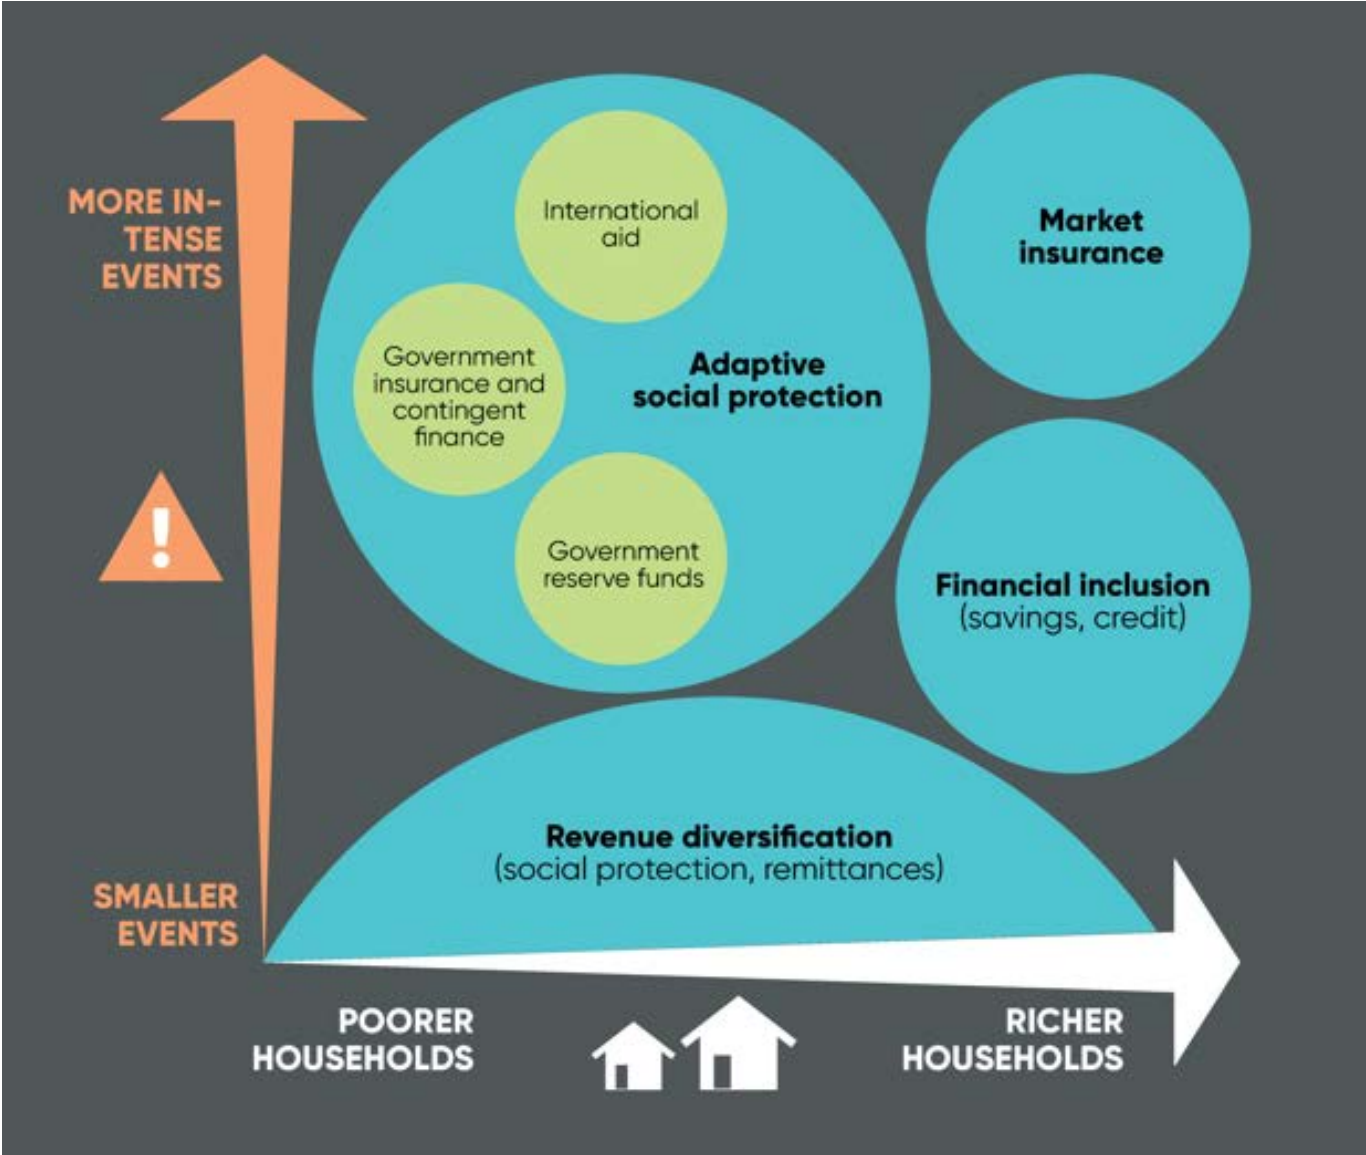 MORE IN-
TENSE
EVENTS
International
aid
Market
insurance
Government
insurance and
contingent
finance
Adaptive
social protection
!
Government
reserve funds
Financial inclusion
(savings, credit)
Revenue diversification
(social protection, remittances)
SMALLER
EVENTS
POORER
HOUSEHOLDS
RICHER
HOUSEHOLDS